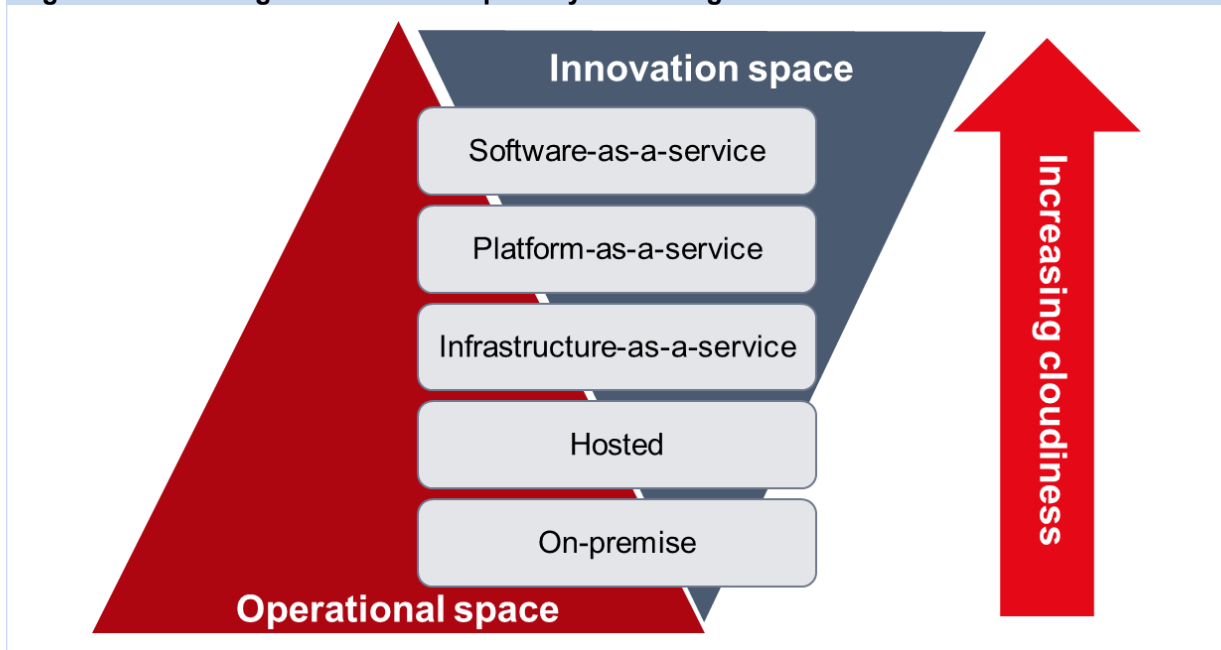 Innovation space
Software-as-a-service
Platform-as-a-service
Infrastructure-as-a-service
Hosted
On-premise
Operational space
Increasing cloudiness